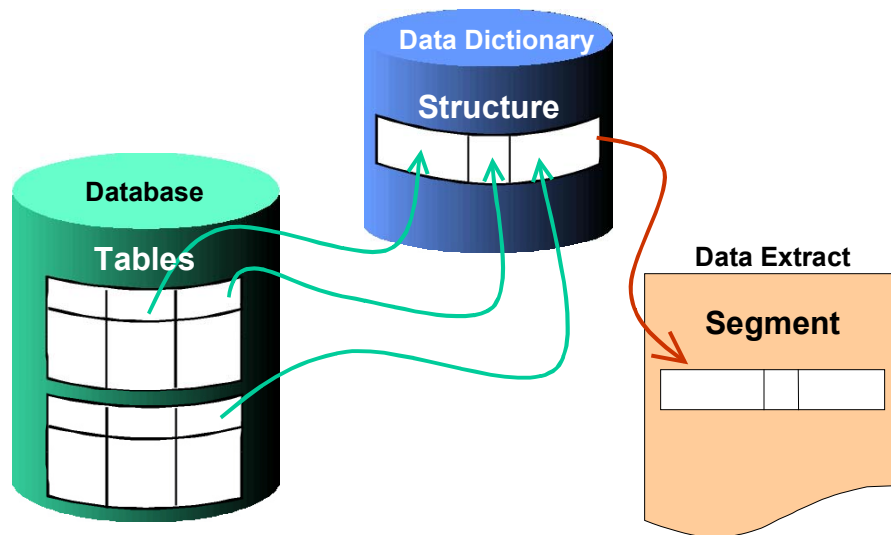 Data Dictionary
Structure
Database
Tables
Data Extract
Segment